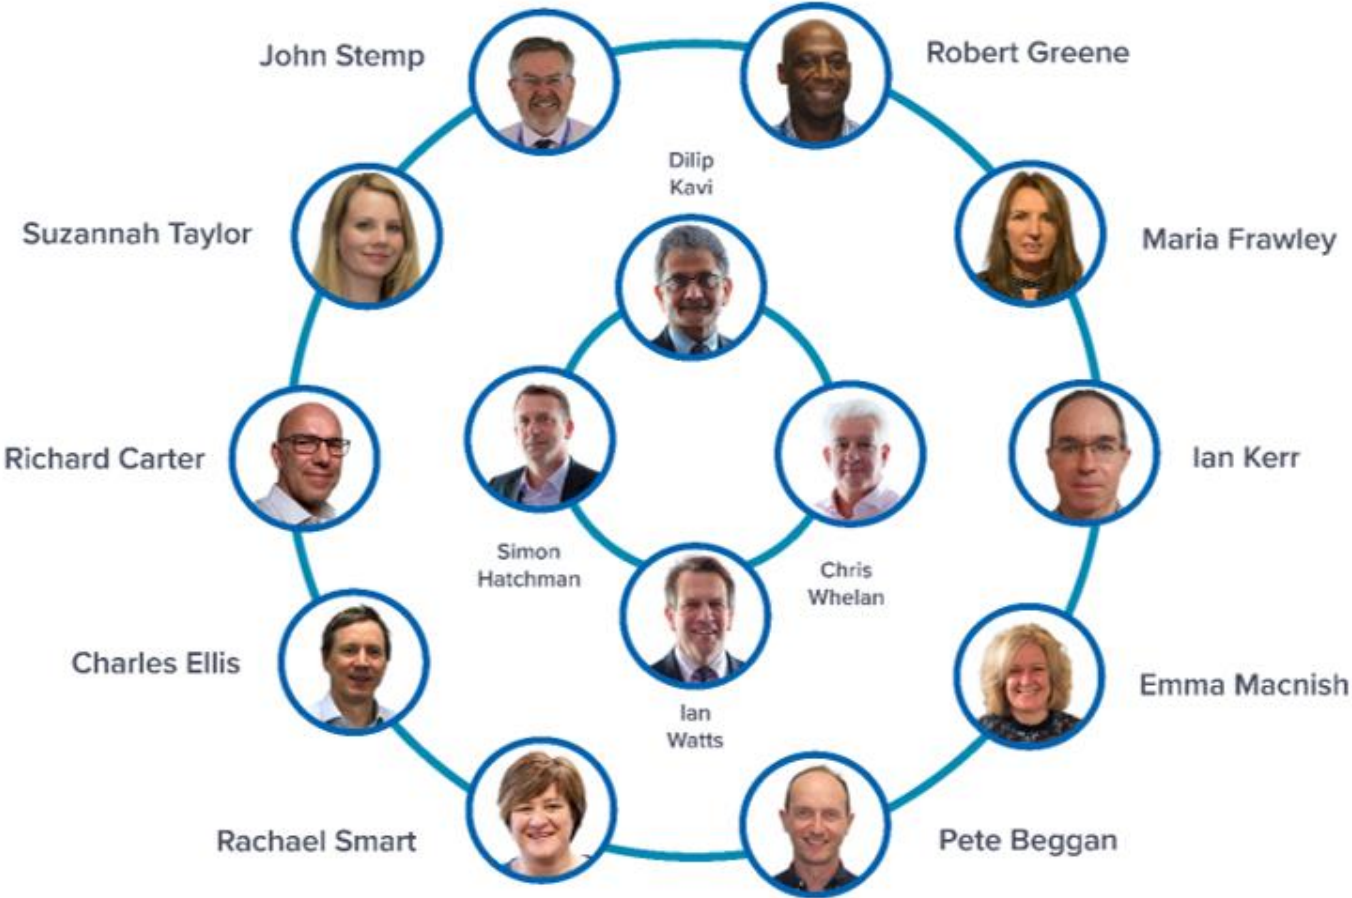 John Stemp
Robert Greene
Dilip
Kavi
Suzannah Taylor
Maria Frawley
Richard Carter
Ian Kerr
Simon
Hatchman
Chris
Whelan
Charles Ellis
Emma Macnish
Ian
Watts
Rachael Smart
Pete Beggan